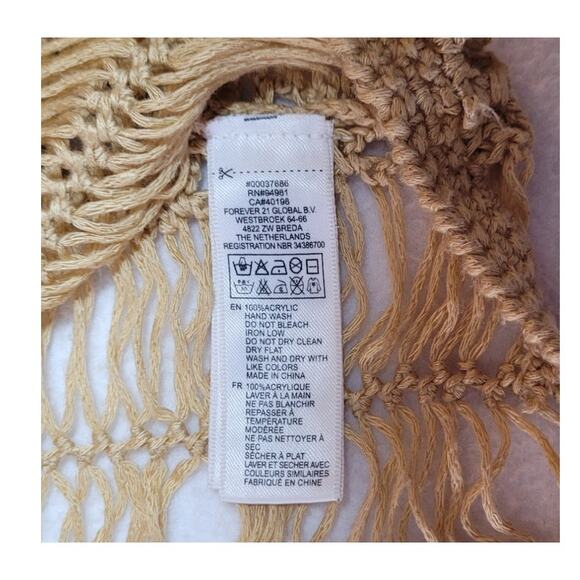 #00037686
RN#94981
CA#40198
FOREVER 21 GLOBAL B.V.
WESTBROEK 64-66
4822 ZW BREDA
THE NETHERLANDS
REGISTRATION NBR 34386700
EN 100%ACRYLIC
HAND WASH
DO NOT BLEACH
IRON LOW
DO NOT DRY CLEAN
DRY FLAT
WASH AND DRY WITH
LIKE COLORS
MADE IN CHINA
FR 100%ACRYLIQUE
LAVER À LA MAIN
NE PAS BLANCHIR
REPASSER À
TEMPÉRATURE
MODÉRÉE
NE PAS NETTOYER À
SEC
SÉCHER À PLAT
LAVER ET SECHER AVEC
COULEURS SIMILAIRES
FABRIQUÉ EN CHINE